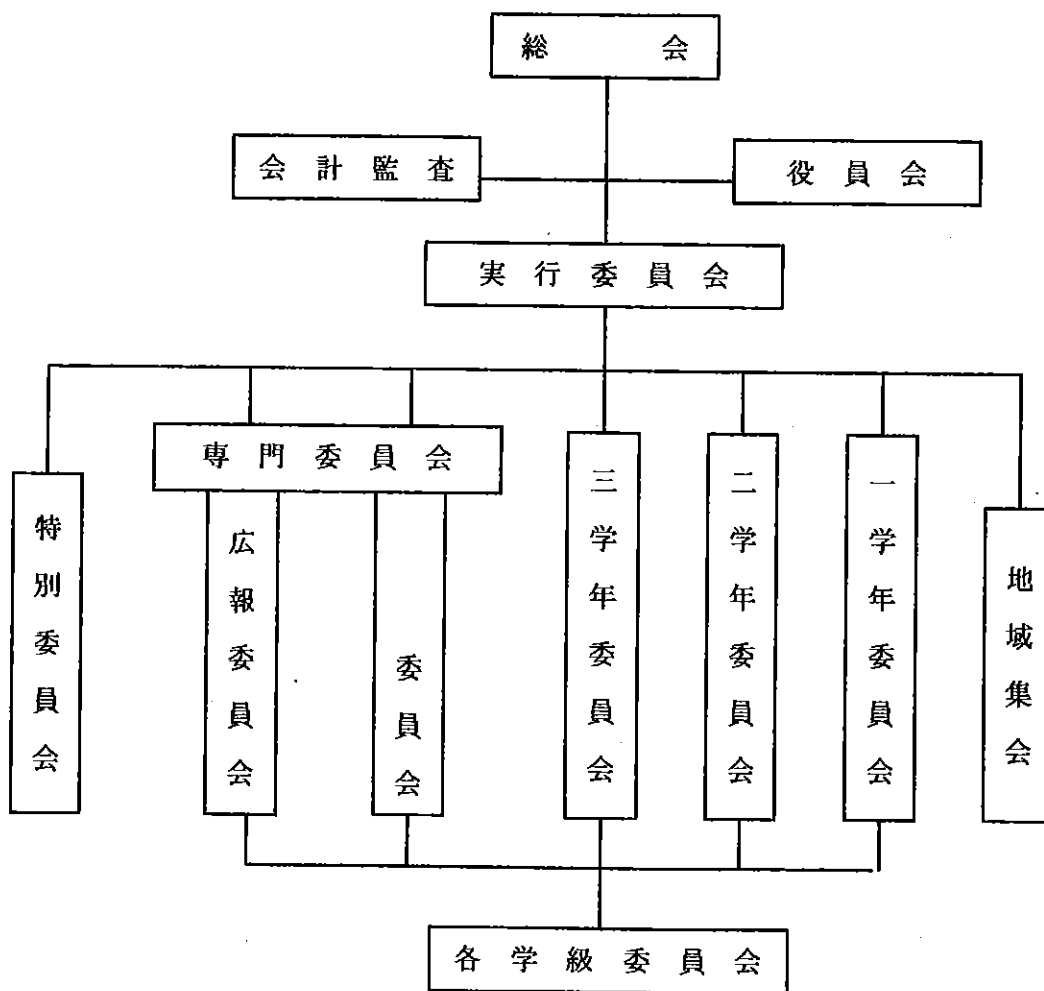 総会
会計監査
役員会
実行委員会
専門委員会
特別委員会
広報委員会
委員会
三学年委員会
二学年委員会
一学年委員会
地域集会
各学級委員会